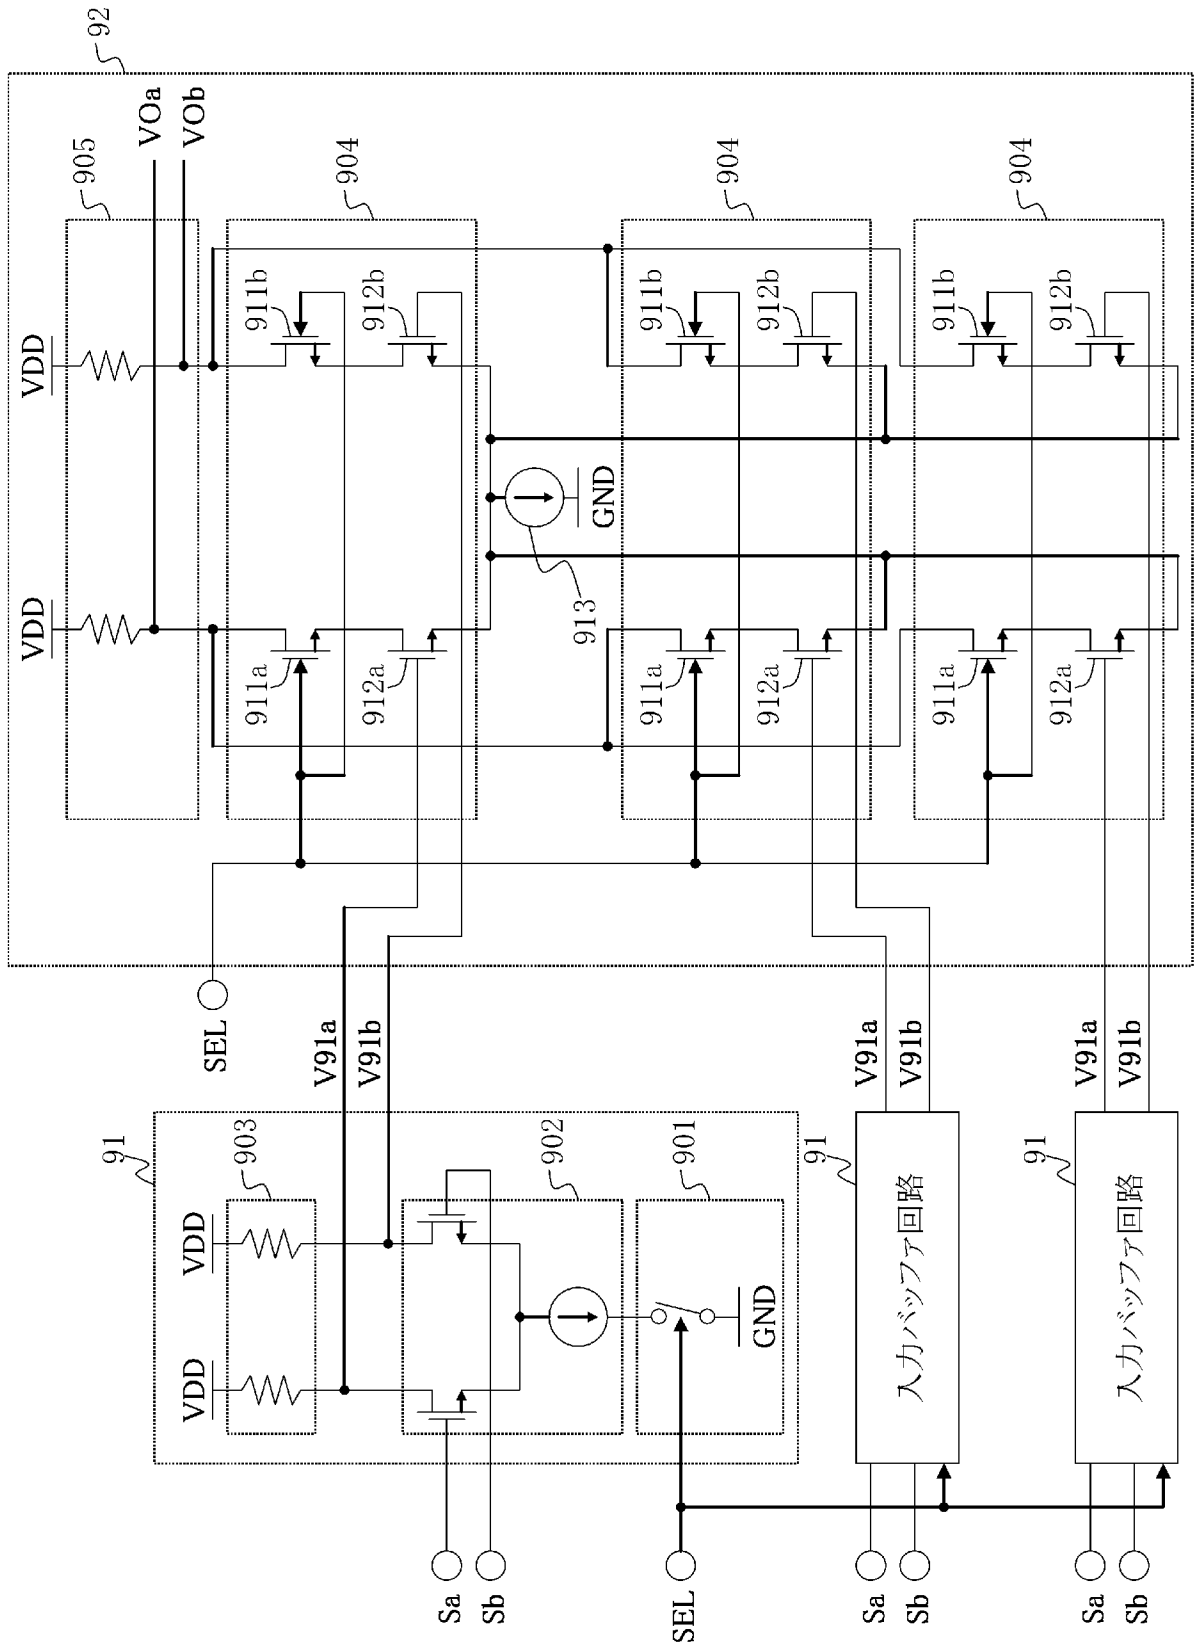 92
VOa
VOb
905
904
904
904
VDD
VDD
911b
912b
911b
912b
911b
912b
GND
913
911a
912a
911a
912a
911a
912a
SEL
V91a
V91b
V91a
V91b
V91a
V91b
91
903
902
901
91
91
VDD
VDD
GND
入力バッファ回路
入力バッファ回路
Sa
Sb
SEL
Sa
Sb
Sa
Sb